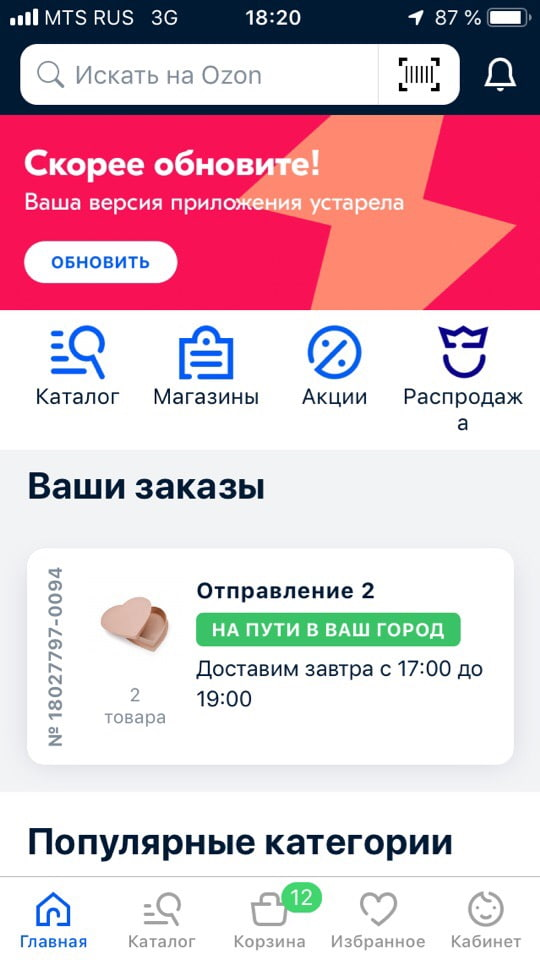 MTS RUS 3G 18:20 87 %
Искать на Ozon
Скорее обновите!
Ваша версия приложения устарела
ОБНОВИТЬ
Каталог Магазины Акции Распродаж
а
Ваши заказы
№ 18027797-0094
2
товара
Отправление 2
НА ПУТИ В ВАШ ГОРОД
Доставим завтра с 17:00 до
19:00
Популярные категории
12
Главная Каталог Корзина Избранное Кабинет